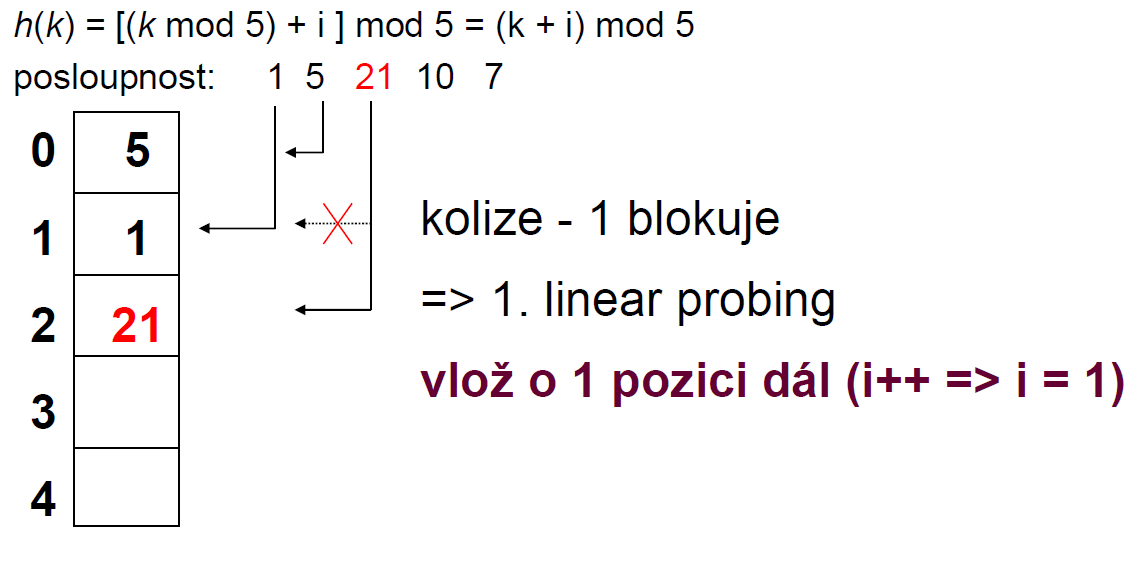 h(k) = [(k mod 5) + i ] mod 5 = (k + i) mod 5
posloupnost: 1 5 21 10 7
0 5
1 1
kolize - 1 blokuje
2 21
=> 1. linear probing
vlož o 1 pozici dál (i++ => i = 1)
3
4